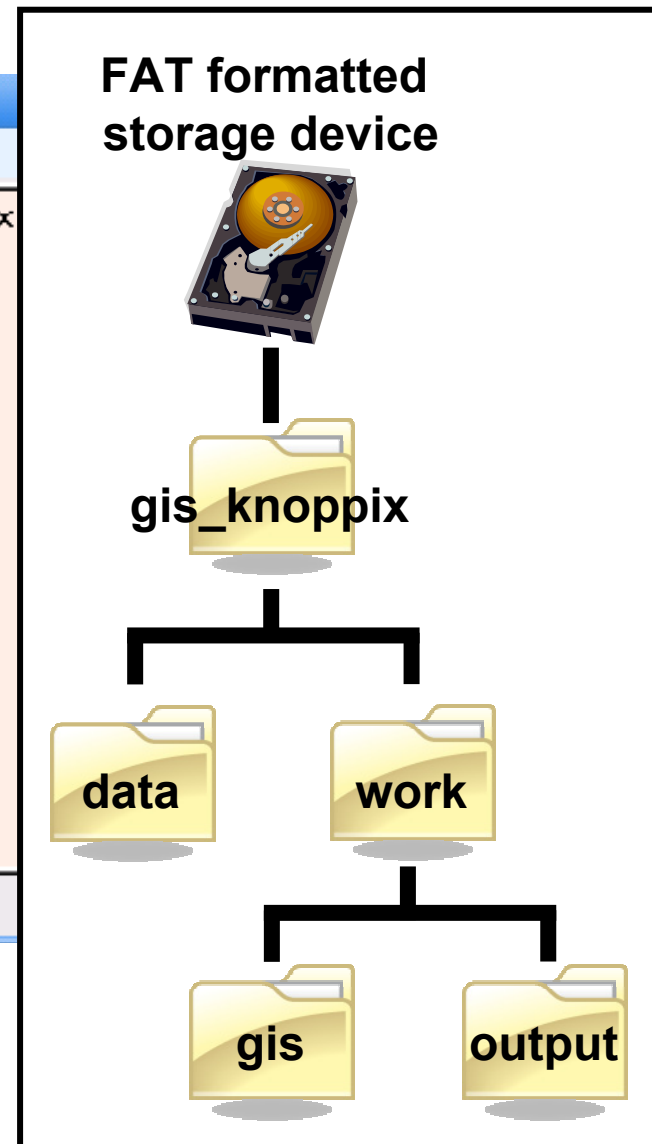 FAT formatted
storage device
x
gis_knoppix
data
work
gis
output